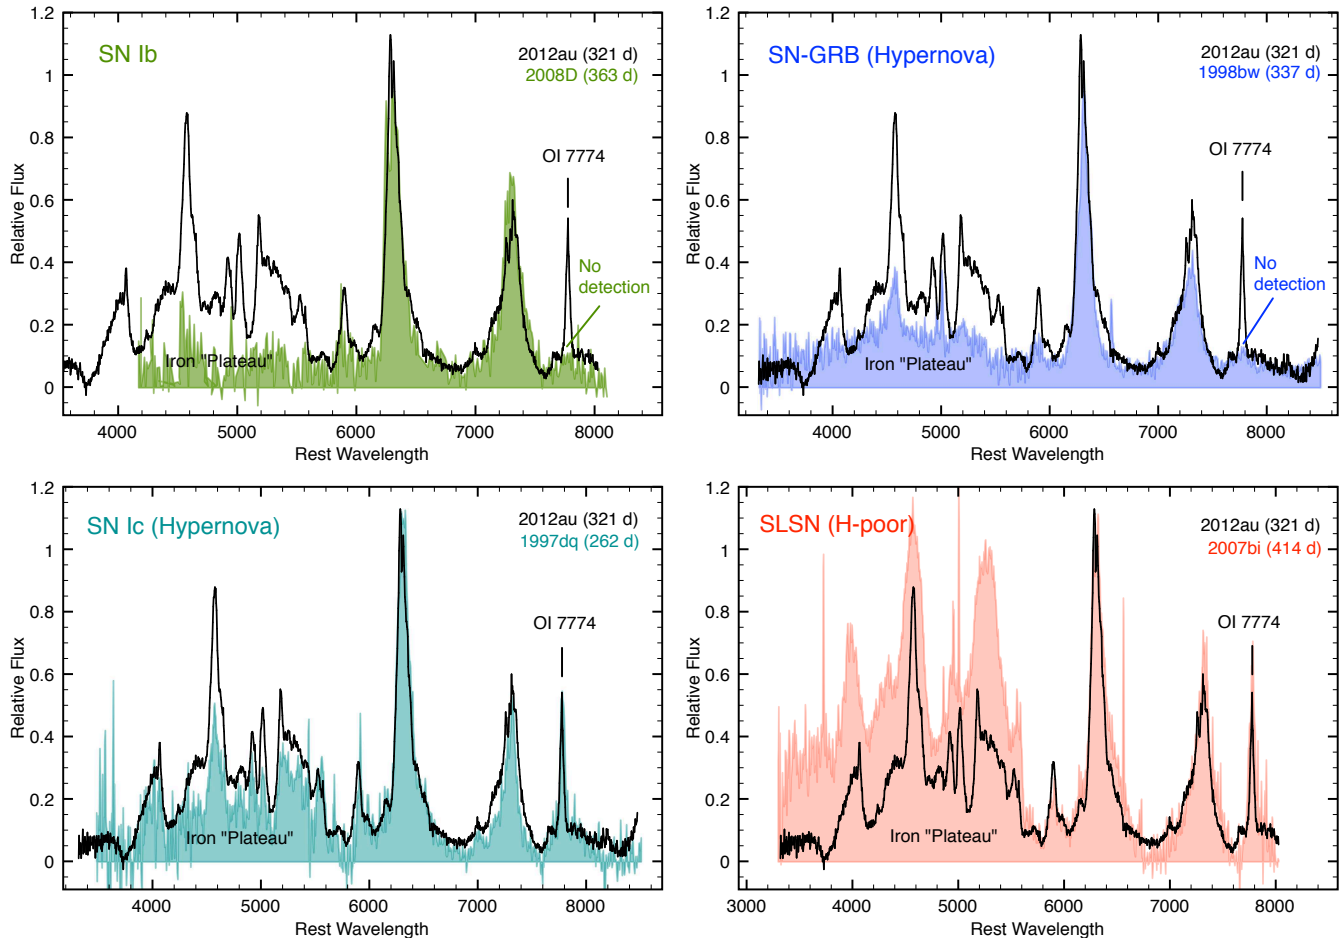 SN Ib
2012au (321 d)
2008D (363 d)
OI 7774
No
detection
Iron "Plateau"
Relative Flux
1.2
1
0.8
0.6
0.4
0.2
0
4000 5000 6000 7000 8000
Rest Wavelength
SN-GRB (Hypernova)
2012au (321 d)
1998bw (337 d)
OI 7774
No
detection
Iron "Plateau"
Relative Flux
1.2
1
0.8
0.6
0.4
0.2
0
4000 5000 6000 7000 8000
Rest Wavelength
SN Ic (Hypernova)
2012au (321 d)
1997dq (262 d)
OI 7774
Iron "Plateau"
Relative Flux
1.2
1
0.8
0.6
0.4
0.2
0
4000 5000 6000 7000 8000
Rest Wavelength
SLSN (H-poor)
2012au (321 d)
2007bi (414 d)
OI 7774
Iron "Plateau"
Relative Flux
1.2
1
0.8
0.6
0.4
0.2
0
3000 4000 5000 6000 7000 8000
Rest Wavelength